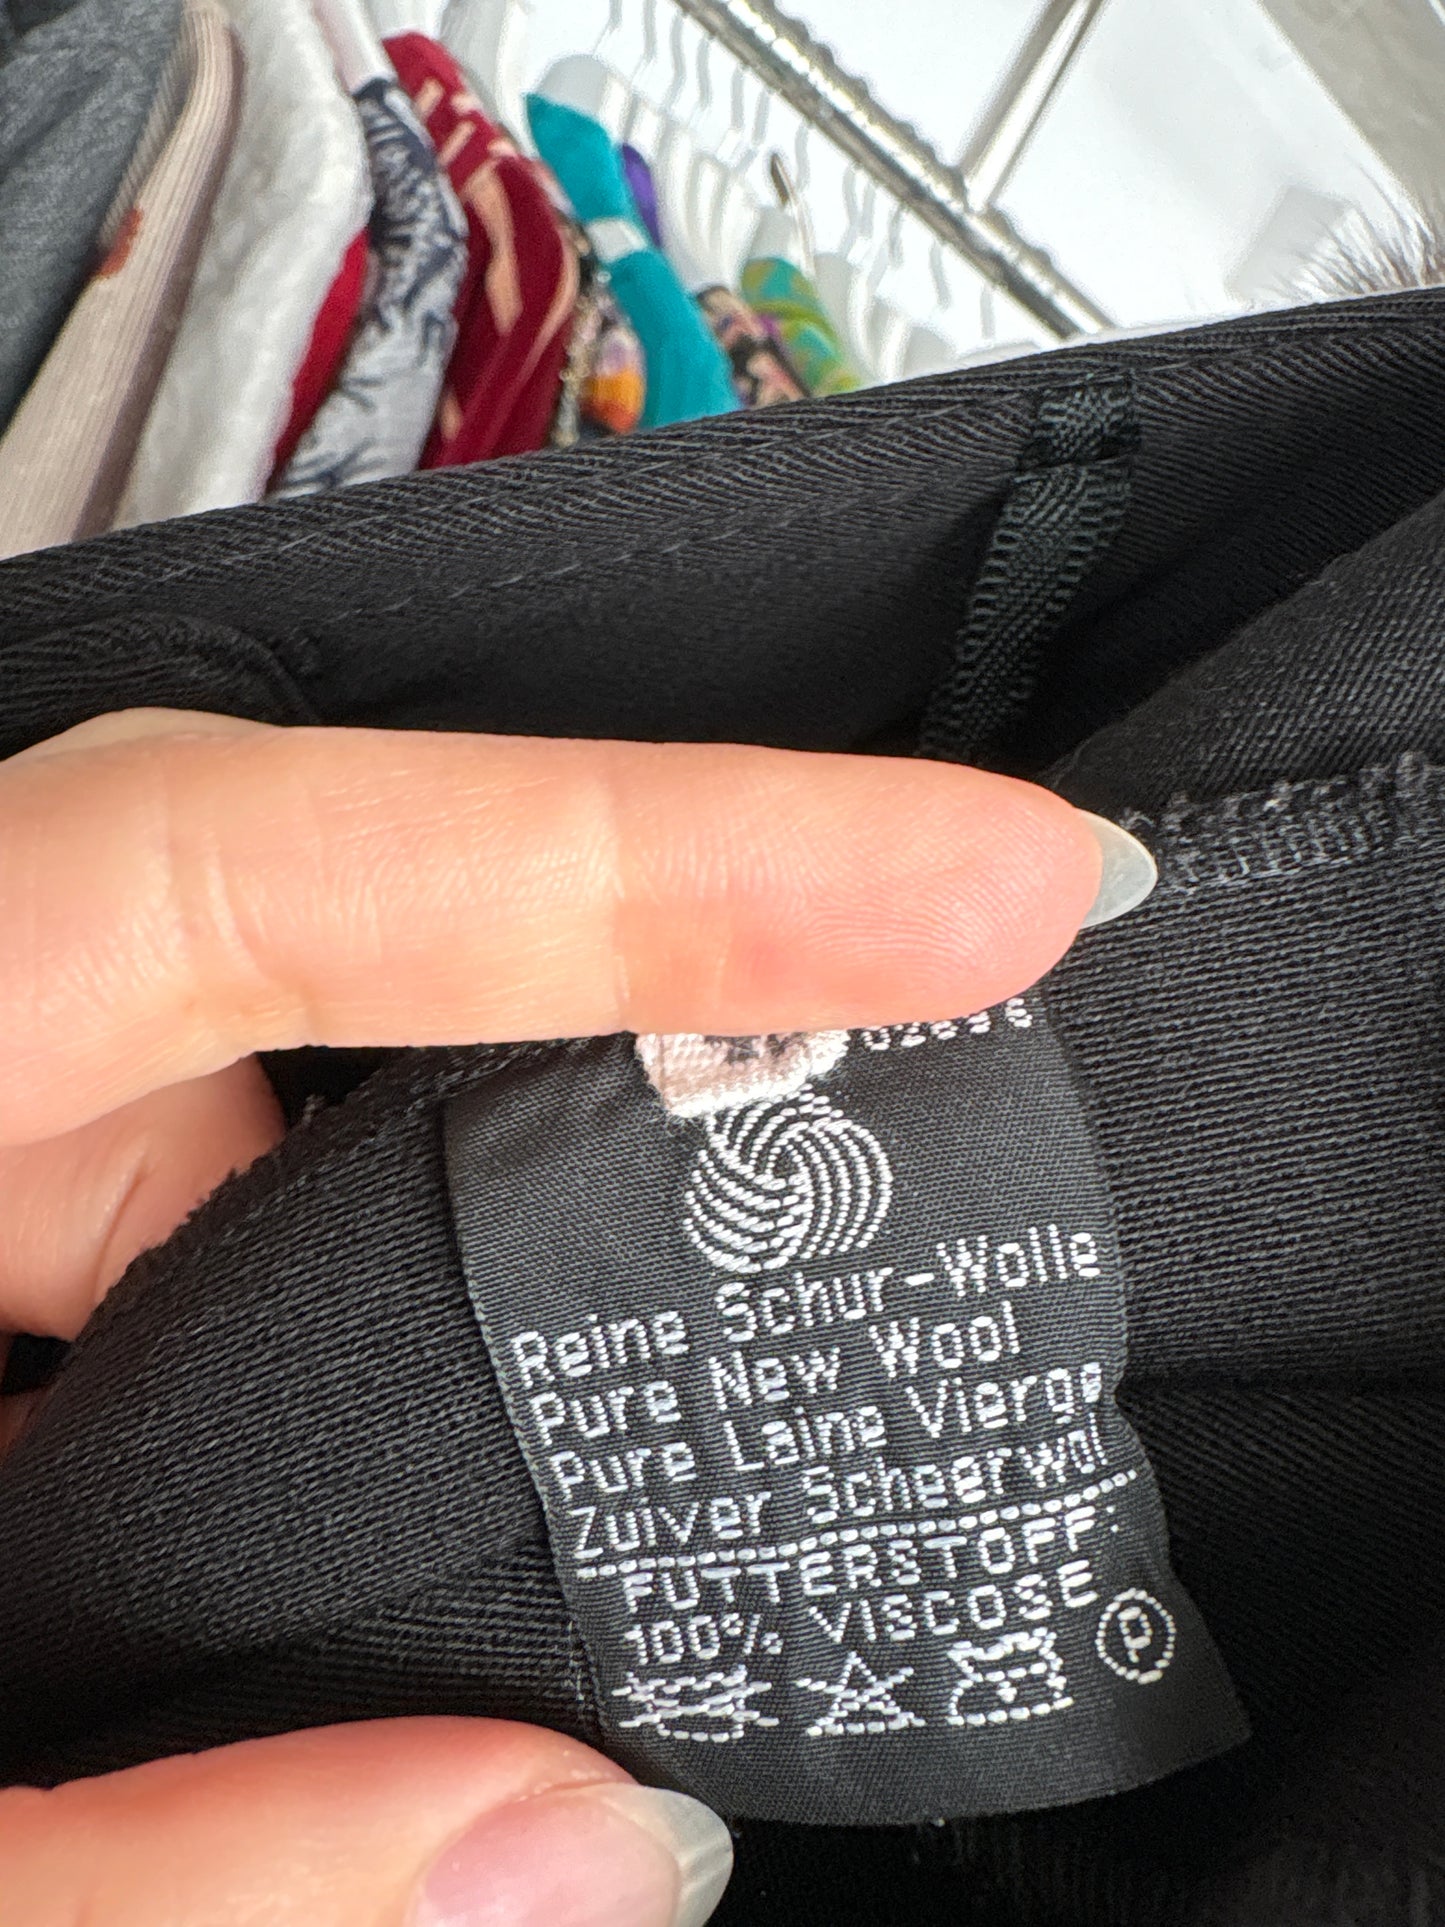 Reine Schur-Wolle
Pure New Wool
Pure Laine Vierge
Zuiver Scheerwol
FUTTERSTOFF:
100% VISCOSE
P